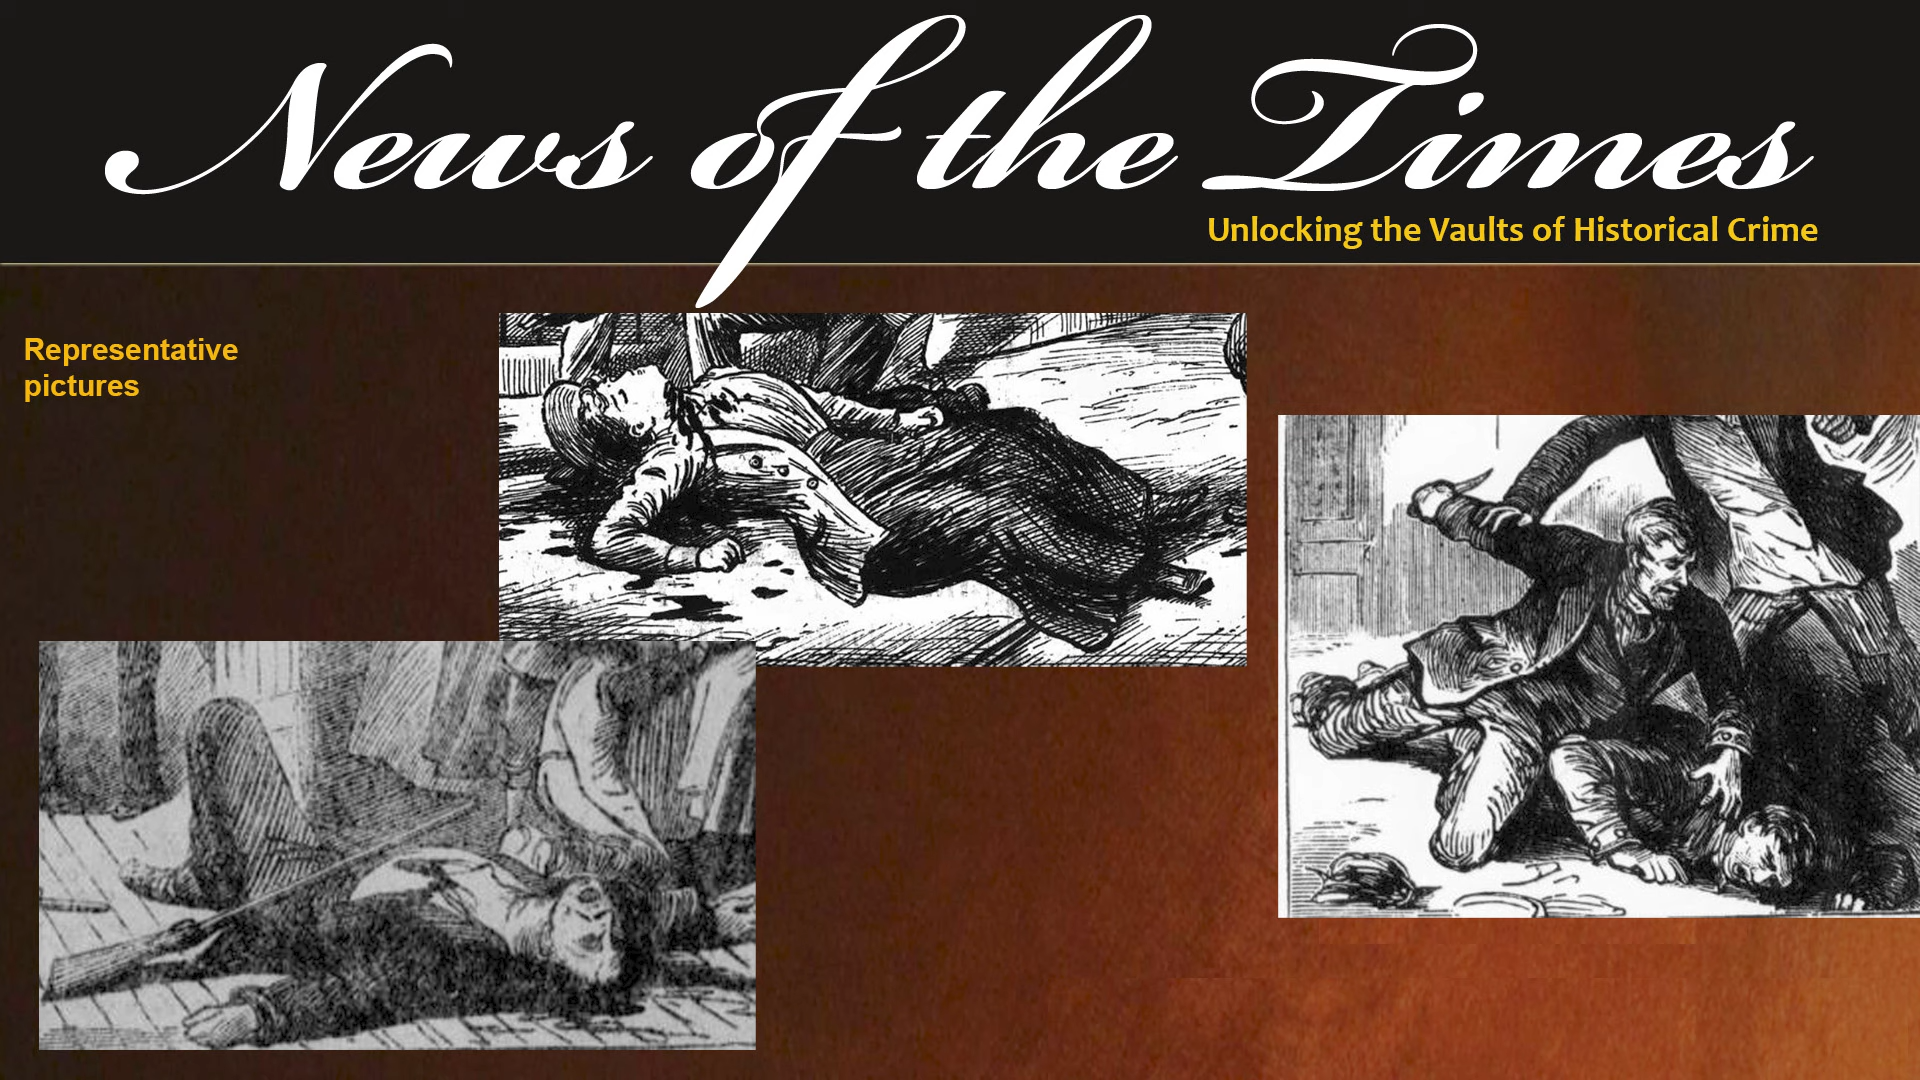 News of the Times
Unlocking the Vaults of Historical Crime
Representative
pictures